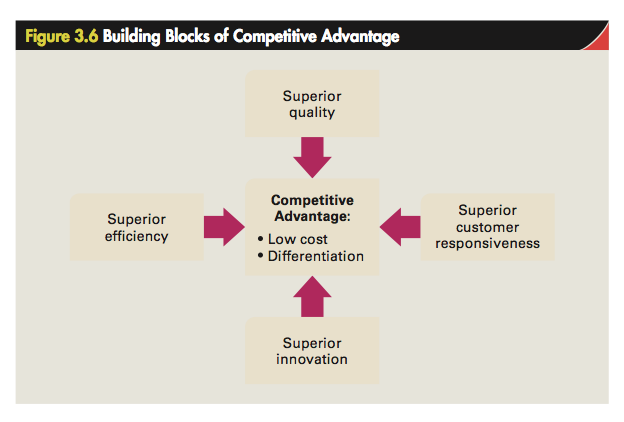 Figure 3.6 Building Blocks of Competitive Advantage
Superior
quality
Superior
efficiency
Competitive
Advantage:
• Low cost
• Differentiation
Superior
customer
responsiveness
Superior
innovation